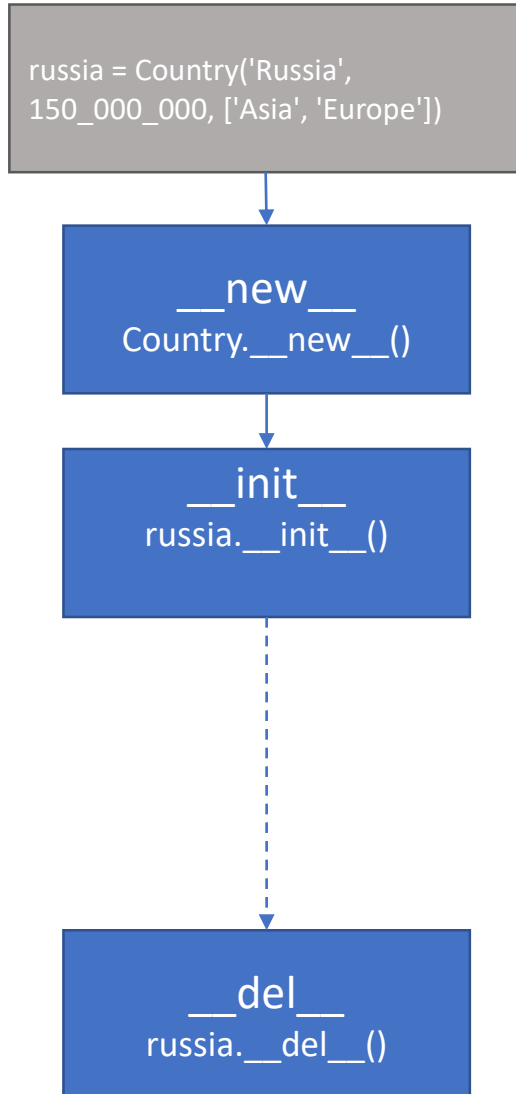 russia = Country('Russia',
150_000_000, ['Asia', 'Europe'])
__new__
Country.__new__()
__init__
russia.__init__()
__del__
russia.__del__()